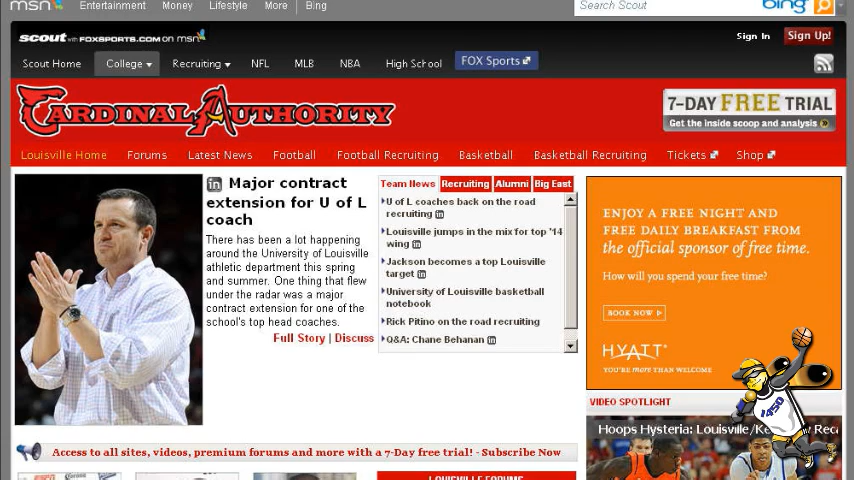 msn
Entertainment
Money
Lifestyle
More
Bing
Search Scout
bing
scout with FOXSPORTS.COM on msn
Sign In
Sign Up!
Scout Home
College
Recruiting
NFL
MLB
NBA
High School
FOX Sports
CARDINAL AUTHORITY
7-DAY FREE TRIAL
Get the inside scoop and analysis
Louisville Home
Forums
Latest News
Football
Football Recruiting
Basketball
Basketball Recruiting
Tickets
Shop
in Major contract
extension for U of L
coach
There has been a lot happening
around the University of Louisville
athletic department this spring
and summer. One thing that flew
under the radar was a major
contract extension for one of the
school's top head coaches.
Full Story | Discuss
Team News
Recruiting
Alumni
Big East
U of L coaches back on the road
recruiting in
Louisville jumps in the mix for top '14
wing in
Jackson becomes a top Louisville
target in
University of Louisville basketball
notebook
Rick Pitino on the road recruiting
Q&A: Chane Behanan in
ENJOY A FREE NIGHT AND
FREE DAILY BREAKFAST FROM
the official sponsor of free time.
How will you spend your free time?
BOOK NOW
HYATT
YOU'RE more THAN WELCOME
1450
VIDEO SPOTLIGHT
Hoops Hysteria: Louisville/
Access to all sites, videos, premium forums and more with a 7-Day free trial! - Subscribe Now
LOUISVILLE FORUMS